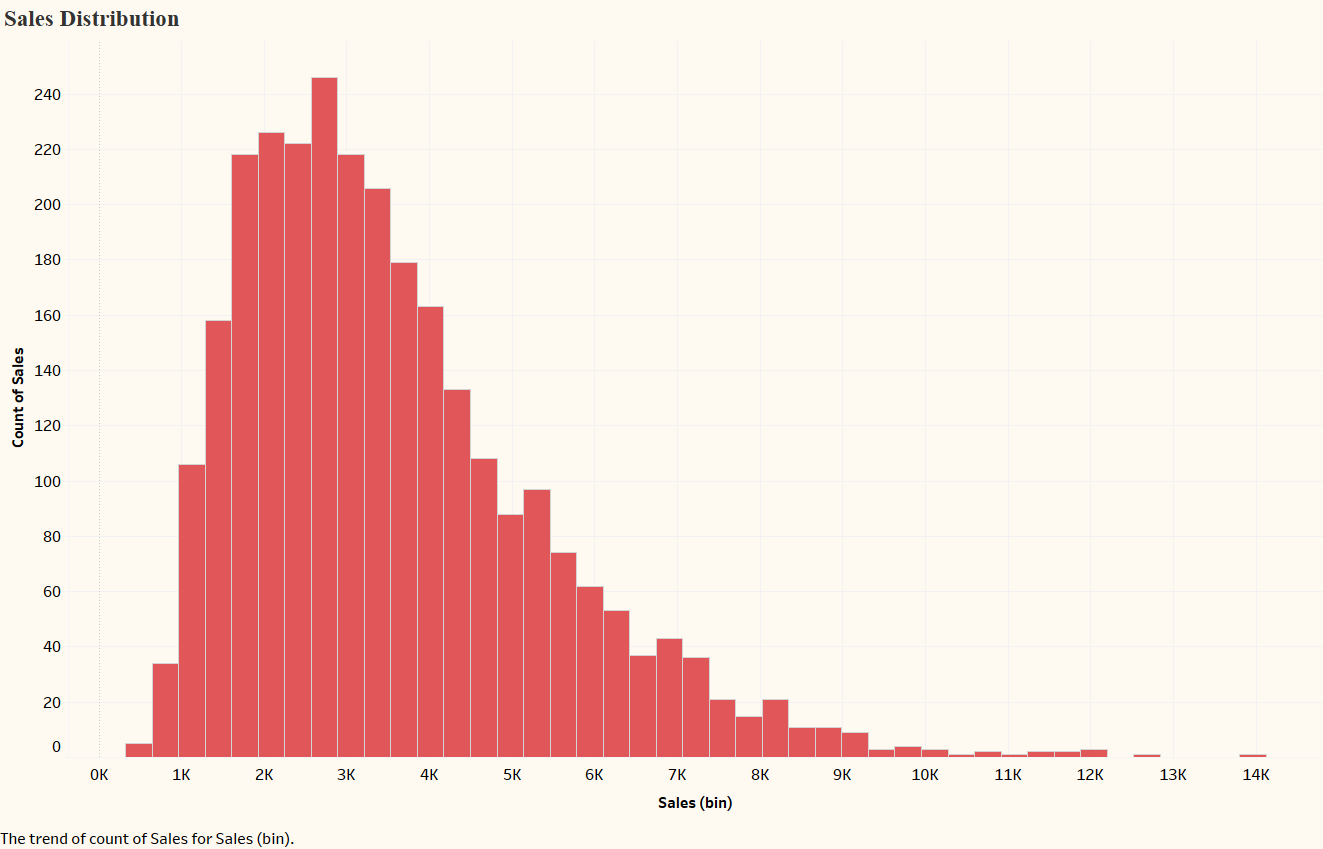 Sales Distribution
240
220
200
180
160
140
120
100
80
60
40
20
0
Count of Sales
0K 1K 2K 3K 4K 5K 6K 7K 8K 9K 10K 11K 12K 13K 14K
Sales (bin)
The trend of count of Sales for Sales (bin).